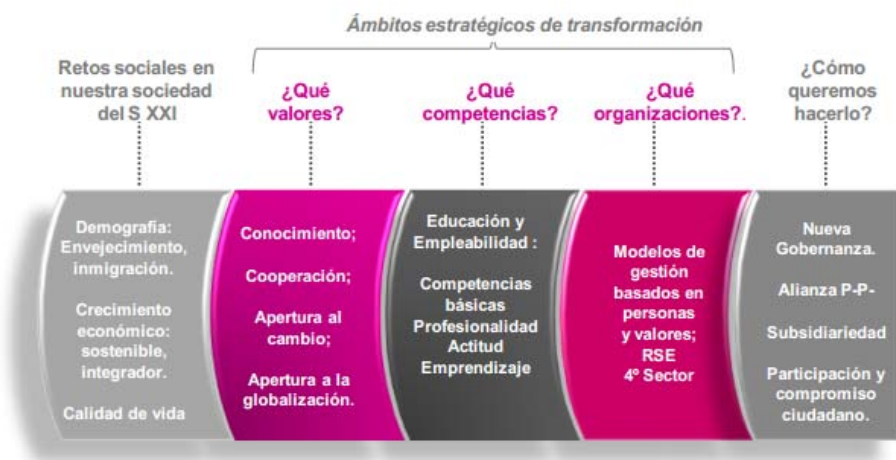 Ámbitos estratégicos de transformación
Retos sociales en
nuestra sociedad
del S XXI
¿Qué
valores?
¿Qué
competencias?
¿Qué
organizaciones?.
¿Cómo
queremos
hacerlo?
Demografía:
Envejecimiento,
inmigración.
Crecimiento
económico:
sostenible,
integrador.
Calidad de vida
Conocimiento;
Cooperación;
Apertura al
cambio;
Apertura a la
globalización.
Educación y
Empleabilidad :
Competencias
básicas
Profesionalidad
Actitud
Emprendizaje
Modelos de
gestión
basados en
personas
y valores;
RSE
4º Sector
Nueva
Gobernanza.
Alianza P-P-
Subsidiariedad
Participación y
compromiso
ciudadano.